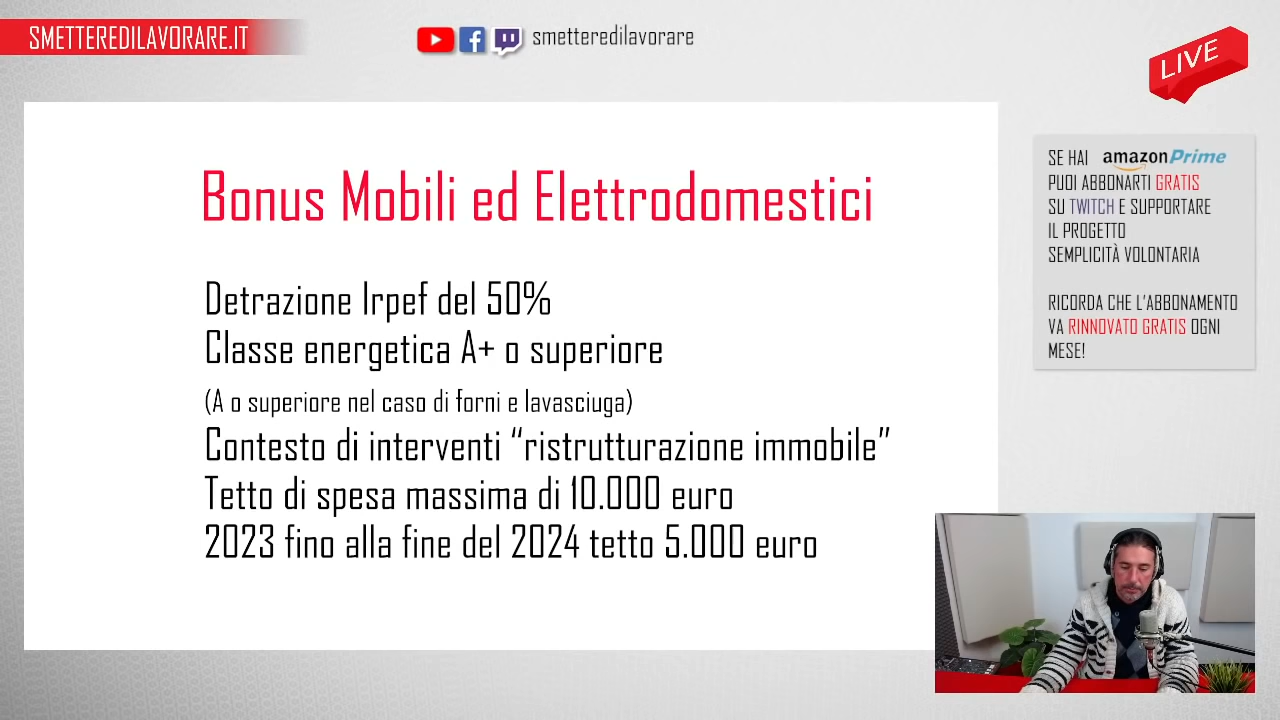 SMETTEREDILAVORARE.IT
smetteredilavorare
LIVE
Bonus Mobili ed Elettrodomestici
Detrazione Irpef del 50%
Classe energetica A+ o superiore
(A o superiore nel caso di forni e lavasciuga)
Contesto di interventi “ristrutturazione immobile”
Tetto di spesa massima di 10.000 euro
2023 fino alla fine del 2024 tetto 5.000 euro
SE HAI amazonPrime
PUOI ABBONARTI GRATIS
SU TWITCH E SUPPORTARE
IL PROGETTO
SEMPLICITÀ VOLONTARIA
RICORDA CHE L'ABBONAMENTO
VA RINNOVATO GRATIS OGNI
MESE!